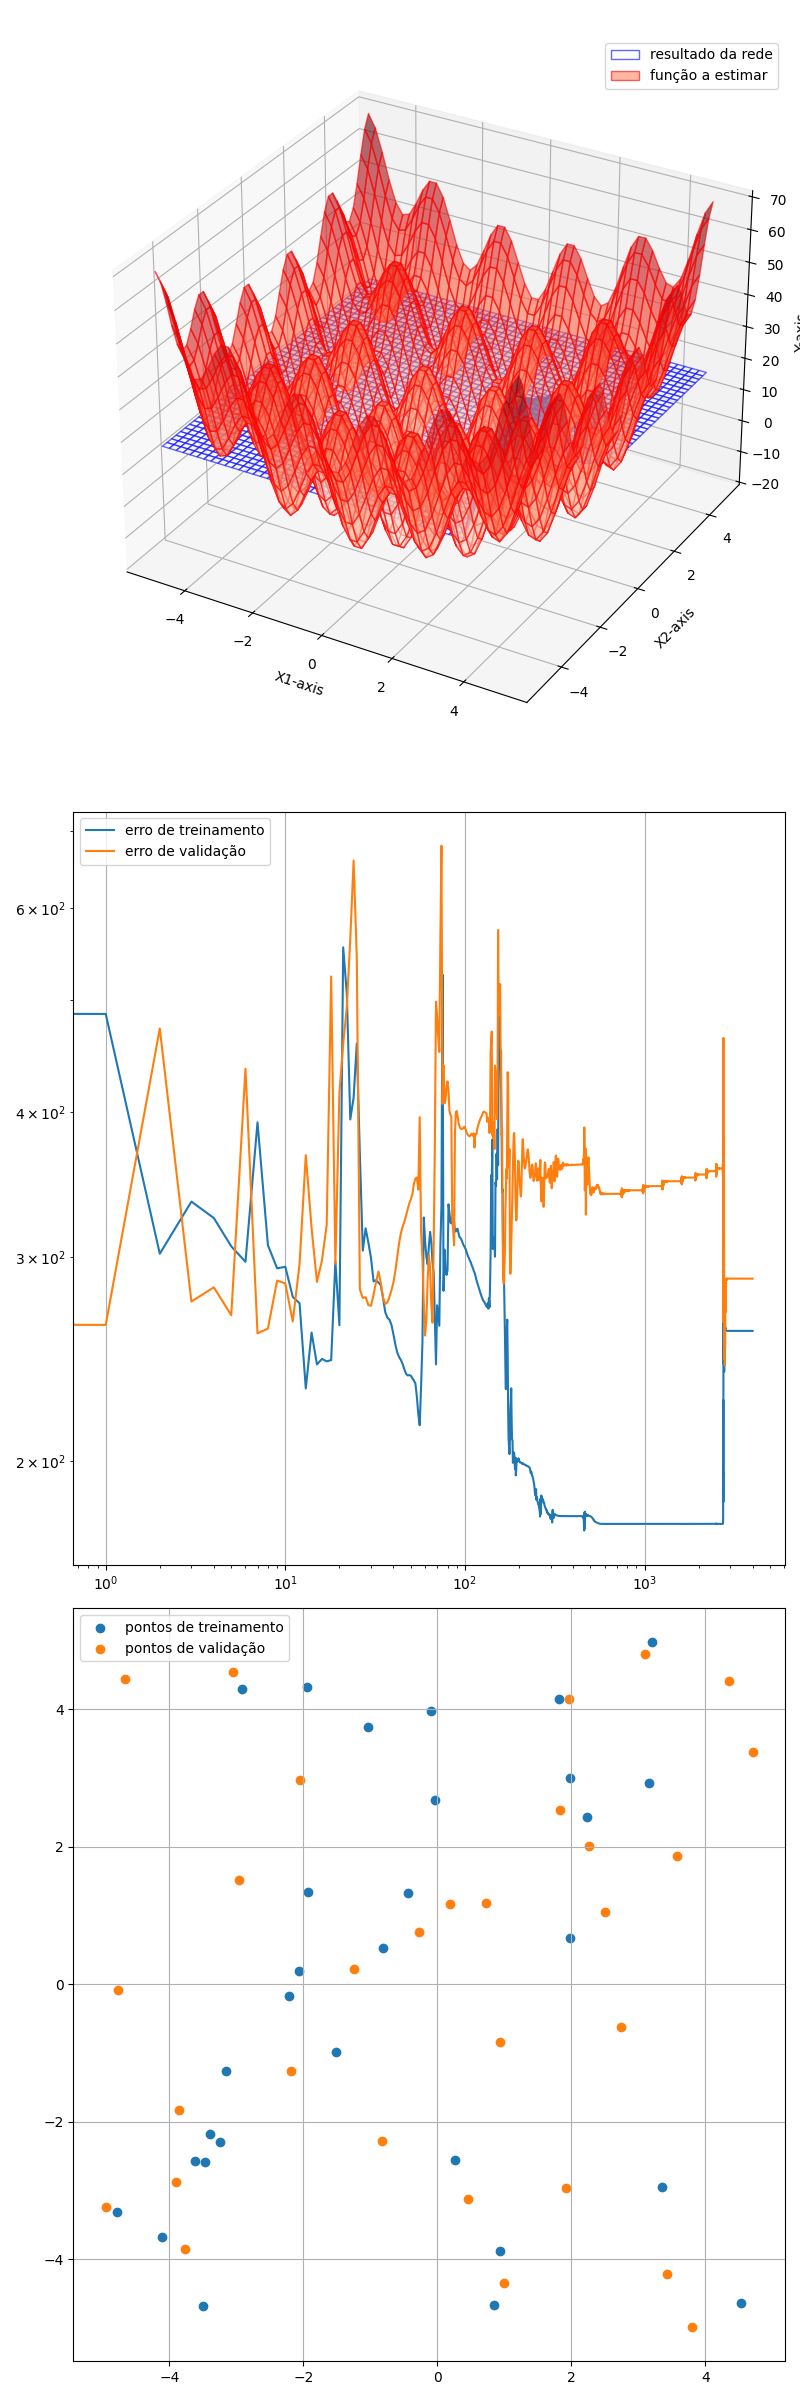 resultado da rede
função a estimar
70
60
50
40
30
20
10
0
−10
−20
4
2
0
−2
−4
X2-axis
−4
−2
0
2
4
X1-axis
erro de treinamento
erro de validação
6 × 10²
4 × 10²
3 × 10²
2 × 10²
10⁰
10¹
10²
10³
pontos de treinamento
pontos de validação
4
2
0
−2
−4
−4
−2
0
2
4